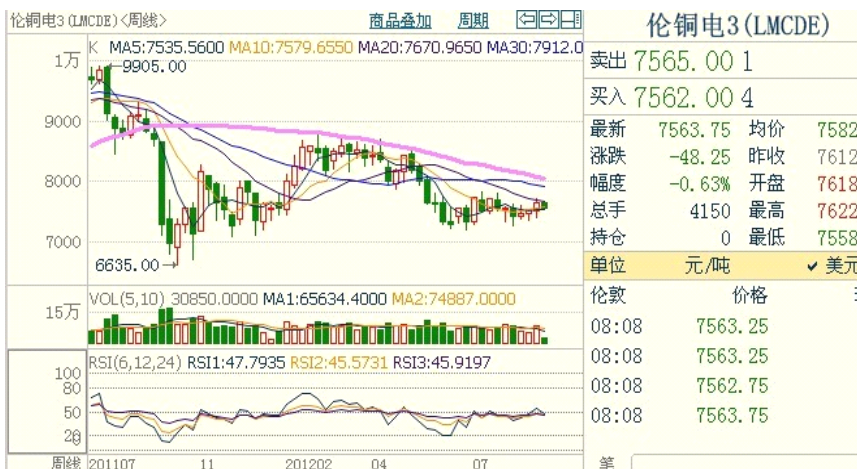 伦铜电3(LMCDE)<周线>
商品叠加 周期
K MA5:7535.5600 MA10:7579.6550 MA20:7670.9650 MA30:7912.0
1万
9905.00
9000
8000
7000
6635.00
VOL(5,10) 30850.0000 MA1:65634.4000 MA2:74887.0000
15万
RSI(6,12,24) RSI1:47.7935 RSI2:45.5731 RSI3:45.9197
100
80
50
20
0
周线 201107 11 201202 04 07
伦铜电3(LMCDE)
卖出 7565.00 1
买入 7562.00 4
最新 7563.75 均价 7582
涨跌 -48.25 昨收 7612
幅度 -0.63% 开盘 7618
总手 4150 最高 7622
持仓 0 最低 7558
单位 元/吨 ✓ 美元
伦敦 价格
08:08 7563.25
08:08 7563.25
08:08 7562.75
08:08 7563.75
笔